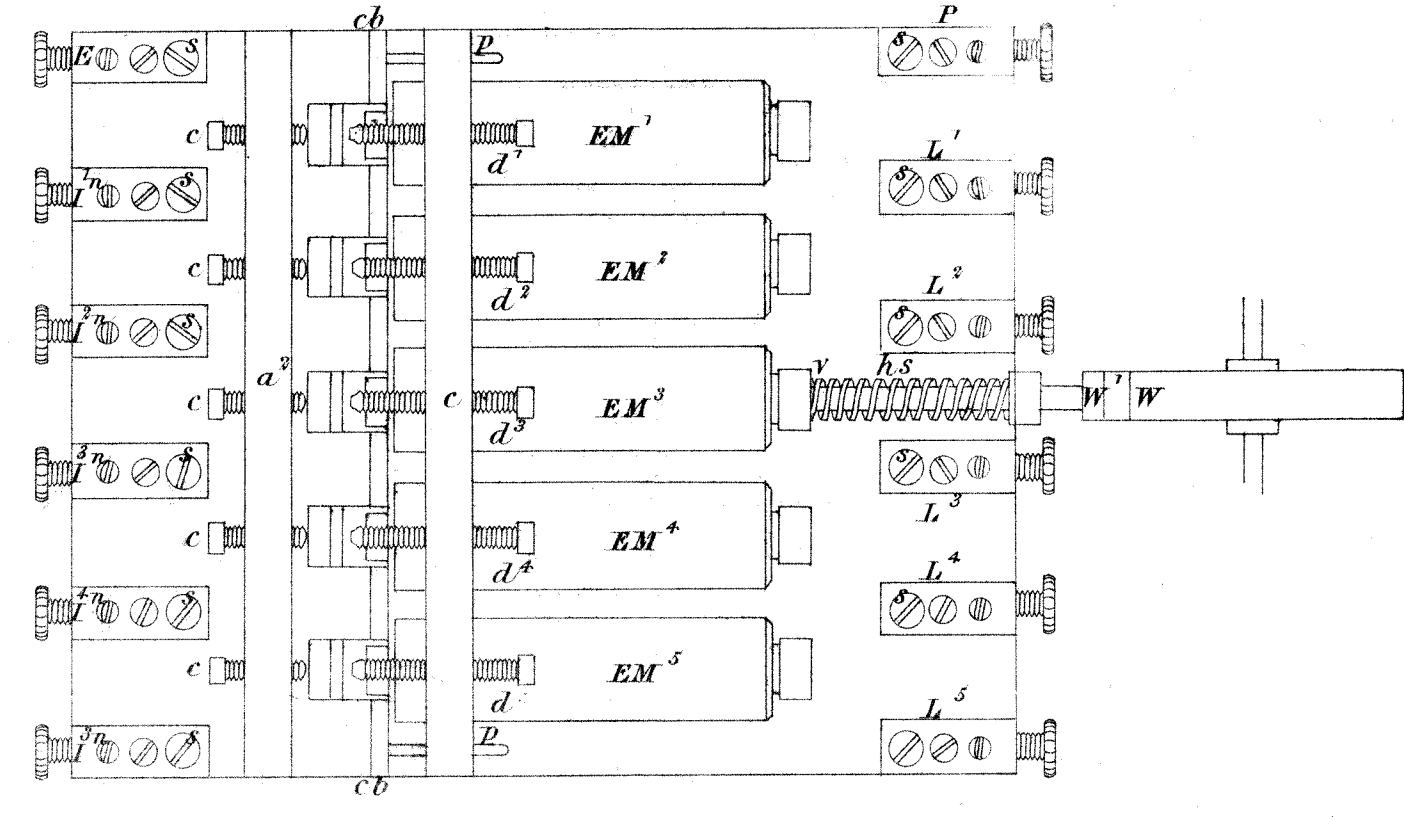 cb
P
E s
p
s
c
EM¹
d¹
L¹
I¹n s
s
c
EM²
d²
L²
I²n s
s
a²
v hs
c
c
EM³
W¹ W
d³
I³n s
s
L³
c
EM⁴
d⁴
L⁴
I⁴n s
s
c
EM⁵
d
L⁵
p
I³n s
cb